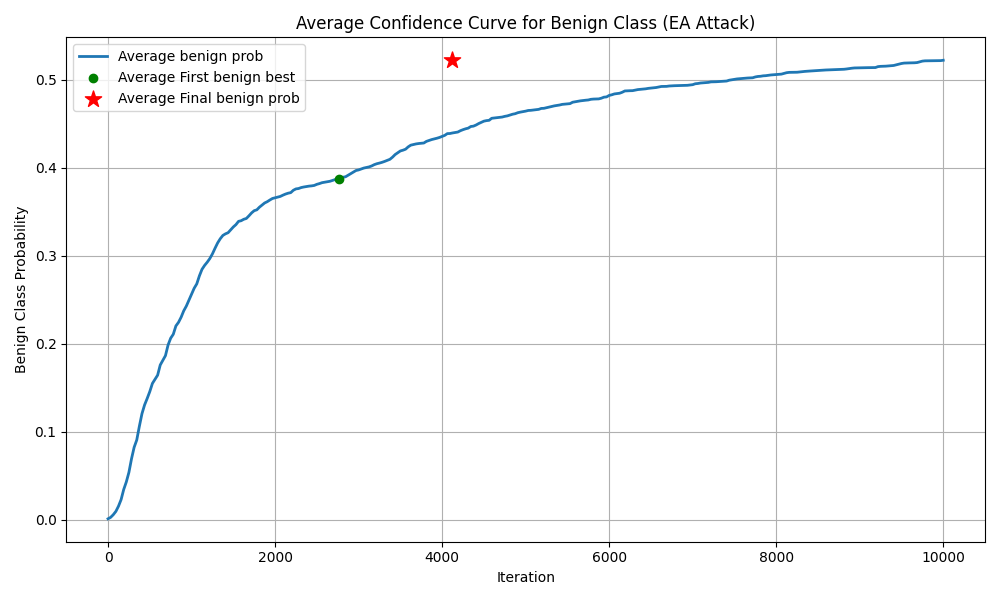 Average Confidence Curve for Benign Class (EA Attack)
Average benign prob
Average First benign best
Average Final benign prob
Benign Class Probability
0.5
0.4
0.3
0.2
0.1
0.0
0 2000 4000 6000 8000 10000
Iteration